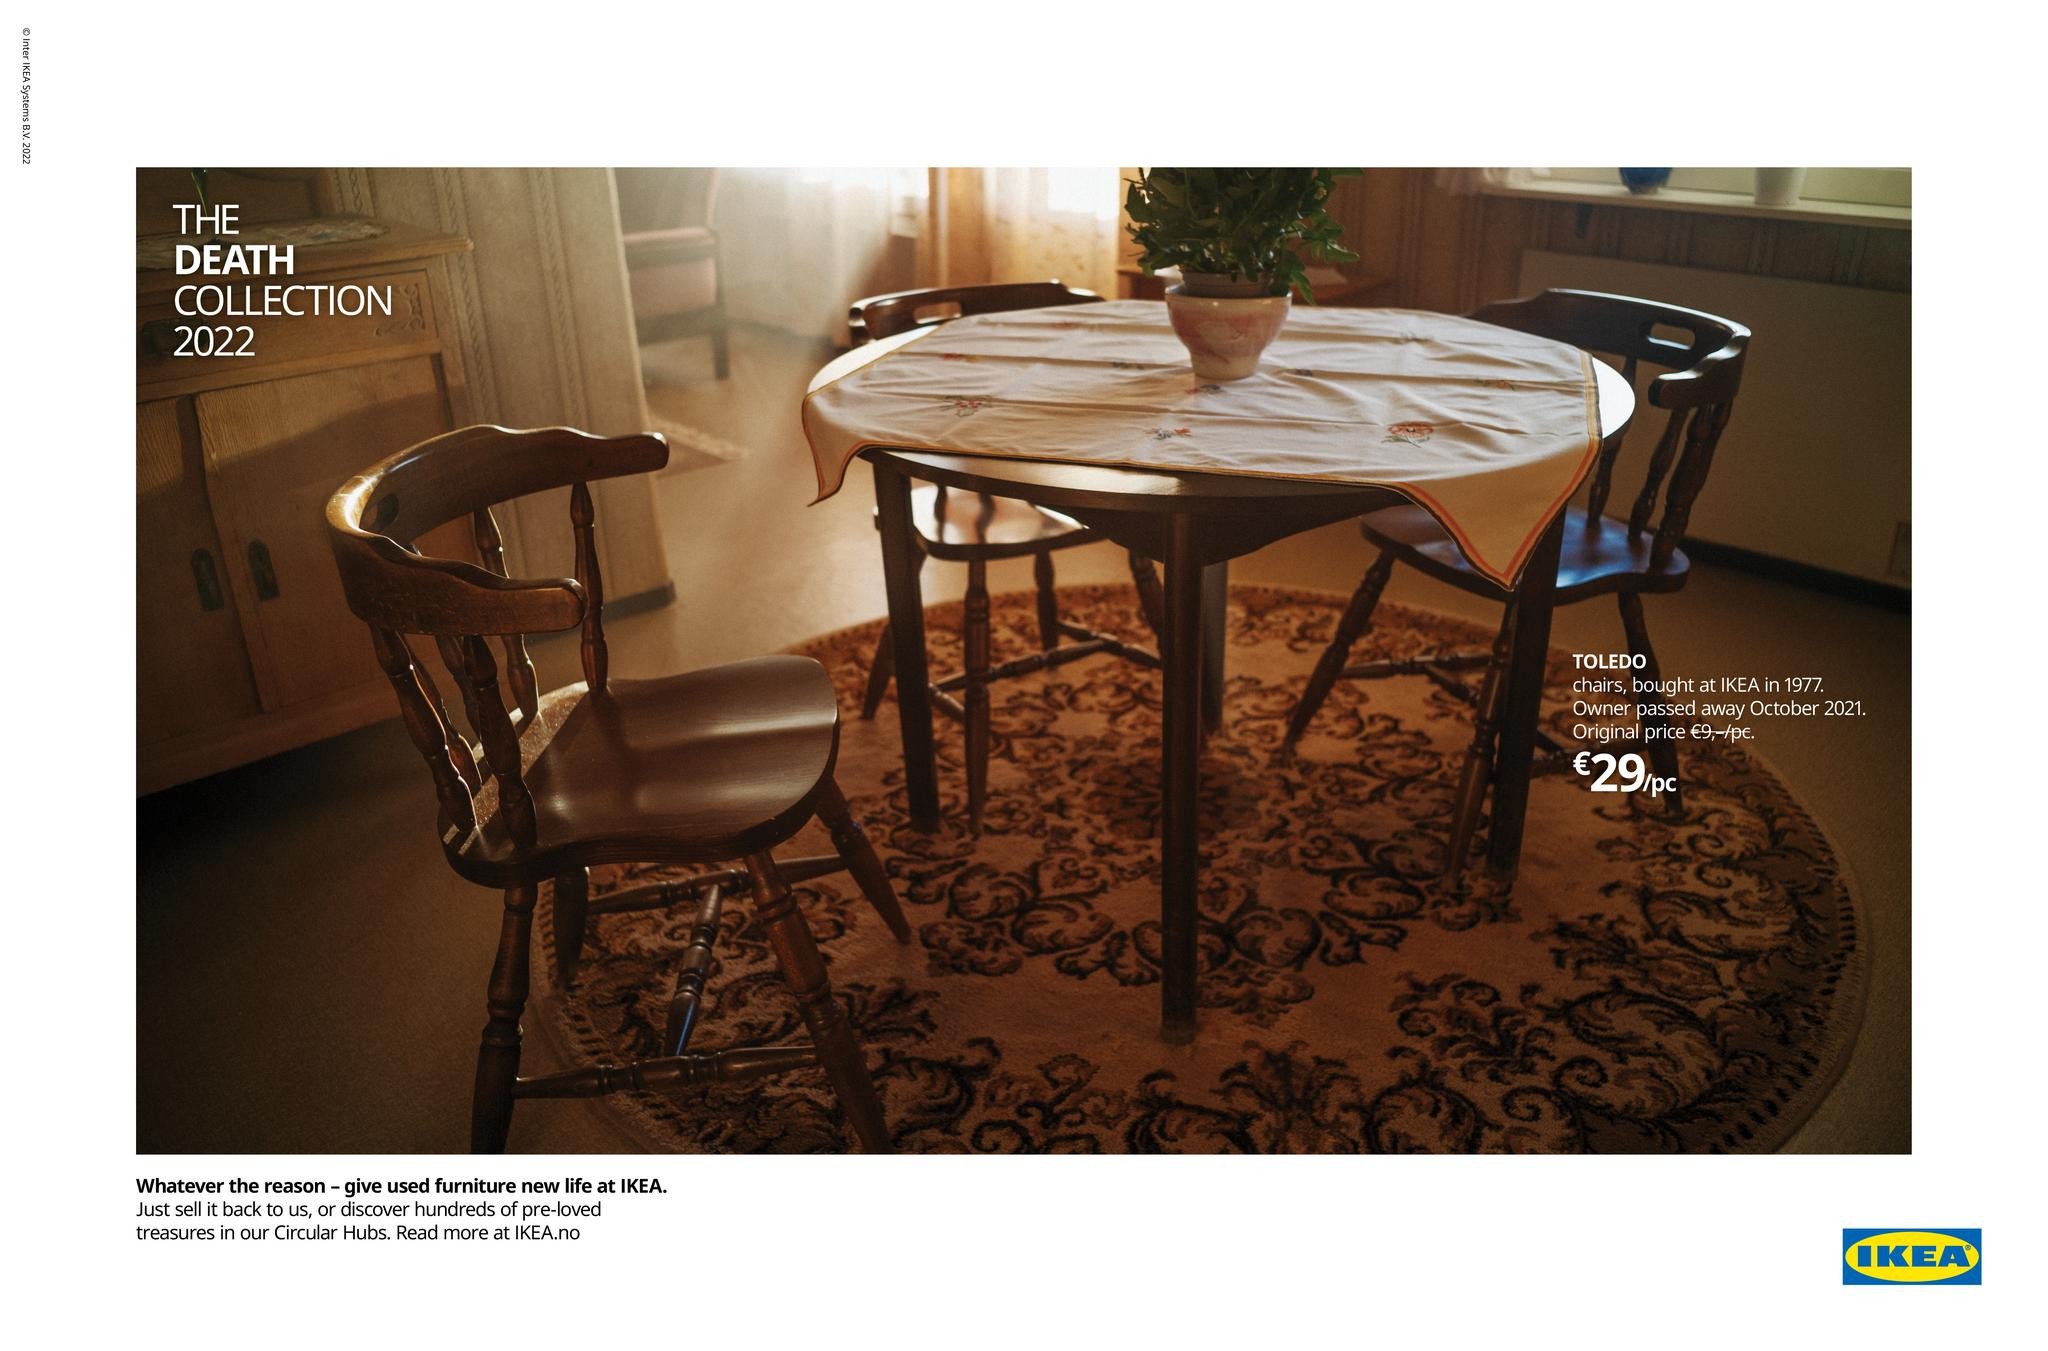 © Inter IKEA Systems B.V. 2022
THE
DEATH
COLLECTION
2022
TOLEDO
chairs, bought at IKEA in 1977.
Owner passed away October 2021.
Original price €9,–/pc.
€29/pc
Whatever the reason – give used furniture new life at IKEA.
Just sell it back to us, or discover hundreds of pre-loved
treasures in our Circular Hubs. Read more at IKEA.no
IKEA®